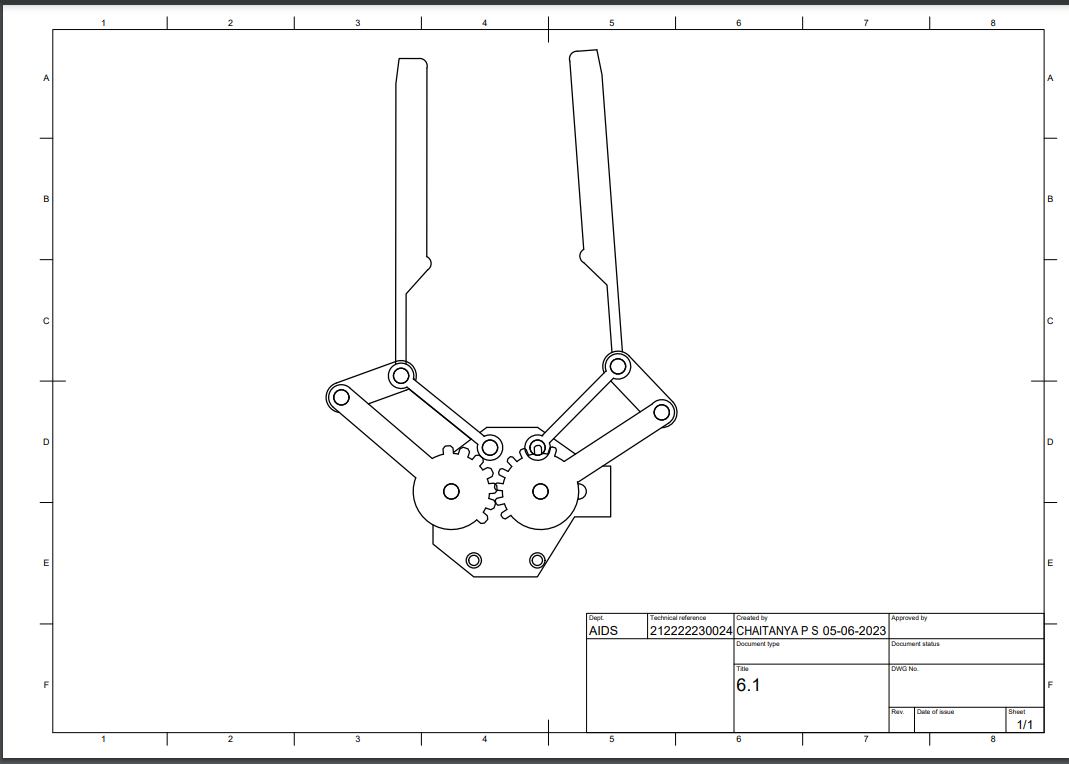 1 2 3 4 5 6 7 8
A A
B B
C C
D D
E E
Dept. Technical reference Created by Approved by
AIDS 212222230024 CHAITANYA P S 05-06-2023
Document type Document status
Title DWG No.
F 6.1 F
Rev. Date of issue Sheet
1/1
1 2 3 4 5 6 7 8